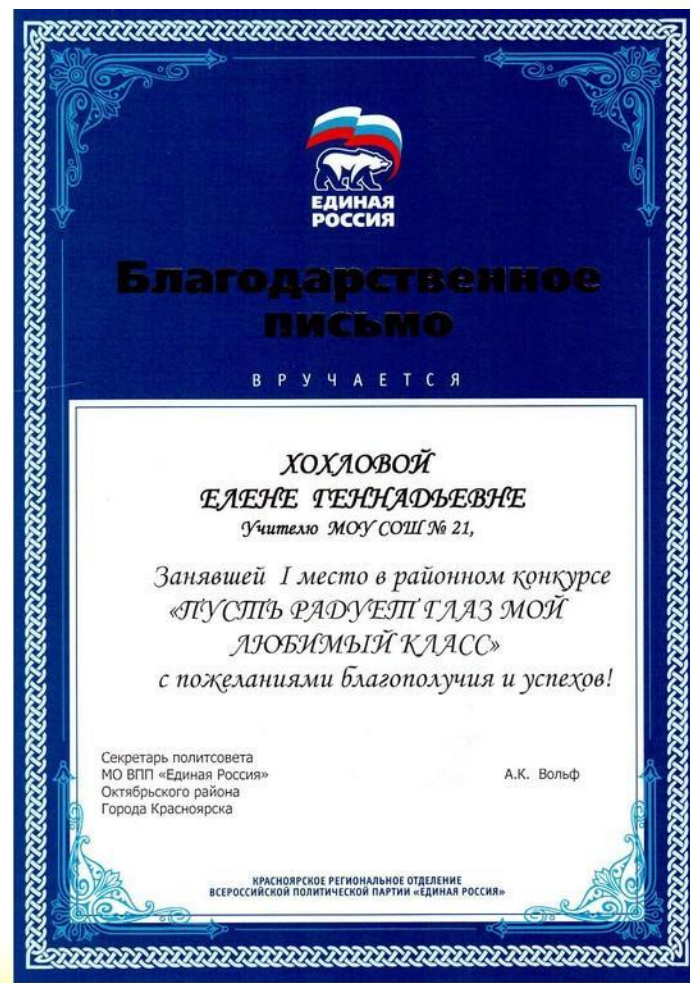 ЕДИНАЯ
РОССИЯ
Благодарственное
письмо
ВРУЧАЕТСЯ
ХОХЛОВОЙ
ЕЛЕНЕ ГЕННАДЬЕВНЕ
Учителю МОУ СОШ № 21,
Занявшей I место в районном конкурсе
«ПУСТЬ РАДУЕТ ГЛАЗ МОЙ
ЛЮБИМЫЙ КЛАСС»
с пожеланиями благополучия и успехов!
Секретарь политсовета
МО ВПП «Единая Россия»
Октябрьского района
Города Красноярска
А.К. Вольф
КРАСНОЯРСКОЕ РЕГИОНАЛЬНОЕ ОТДЕЛЕНИЕ
ВСЕРОССИЙСКОЙ ПОЛИТИЧЕСКОЙ ПАРТИИ «ЕДИНАЯ РОССИЯ»